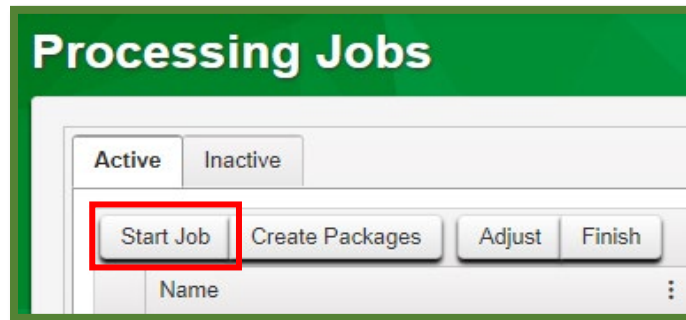 Processing Jobs
Active Inactive
Start Job Create Packages Adjust Finish
Name